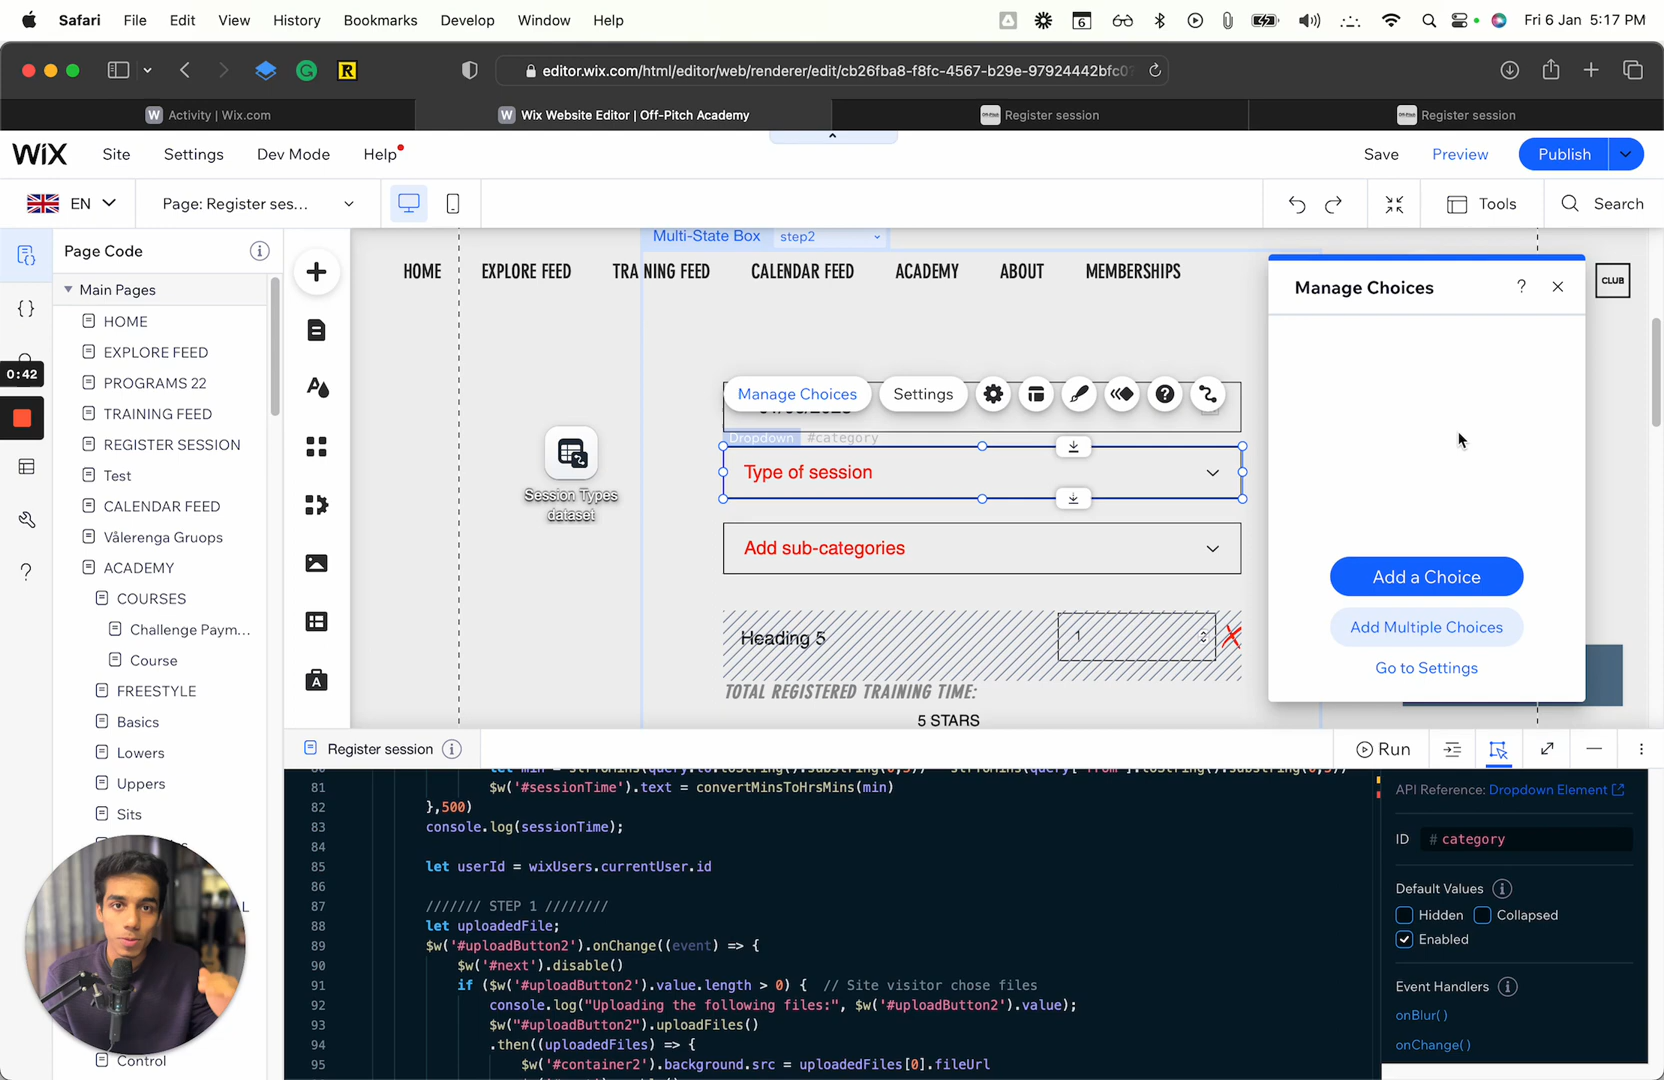 Safari File Edit View History Bookmarks Develop Window Help
6
Fri 6 Jan 5:17 PM
editor.wix.com/html/editor/web/renderer/edit/cb26fba8-f8fc-4567-b29e-97924442bfc0?
Activity | Wix.com
Wix Website Editor | Off-Pitch Academy
Register session
Register session
WiX Site Settings Dev Mode Help
Save Preview Publish
EN
Page: Register ses...
Tools
Search
Page Code
Main Pages
HOME
EXPLORE FEED
PROGRAMS 22
TRAINING FEED
REGISTER SESSION
Test
CALENDAR FEED
Vålerenga Gruops
ACADEMY
COURSES
Challenge Paym...
Course
FREESTYLE
Basics
Lowers
Uppers
Sits
Control
0:42
Multi-State Box step2
HOME EXPLORE FEED TRAINING FEED CALENDAR FEED ACADEMY ABOUT MEMBERSHIPS
CLUB
Manage Choices Settings
Dropdown #category
Type of session
Session Types
dataset
Add sub-categories
Heading 5
1
X
TOTAL REGISTERED TRAINING TIME:
5 STARS
Manage Choices ?
Add a Choice
Add Multiple Choices
Go to Settings
Register session
Run
81 $w('#sessionTime').text = convertMinsToHrsMins(min)
82 },500)
83 console.log(sessionTime);
84
85 let userId = wixUsers.currentUser.id
86
87 /////// STEP 1 ////////
88 let uploadedFile;
89 $w('#uploadButton2').onChange((event) => {
90 $w('#next').disable()
91 if ($w('#uploadButton2').value.length > 0) { // Site visitor chose files
92 console.log("Uploading the following files:", $w('#uploadButton2').value);
93 $w("#uploadButton2").uploadFiles()
94 .then((uploadedFiles) => {
95 $w('#container2').background.src = uploadedFiles[0].fileUrl
API Reference: Dropdown Element
ID # category
Default Values
Hidden Collapsed
Enabled
Event Handlers
onBlur()
onChange()